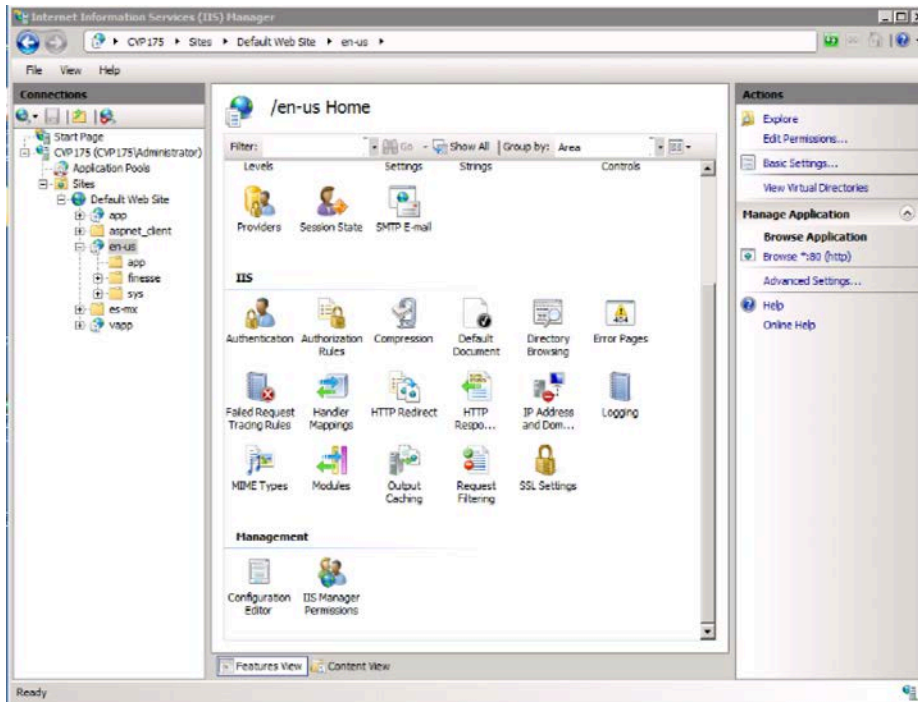 Internet Information Services (IIS) Manager
CVP175 Sites Default Web Site en-us
File View Help
Connections
Start Page
CVP175 (CVP175\Administrator)
Application Pools
Sites
Default Web Site
app
aspnet_client
en-us
app
finesse
sys
es-mx
vapp
/en-us Home
Filter: Go Show All Group by: Area
Levels Settings Strings Controls
Providers Session State SMTP E-mail
IIS
Authentication Authorization Rules Compression Default Document Directory Browsing Error Pages
Failed Request Tracing Rules Handler Mappings HTTP Redirect HTTP Respo... IP Address and Dom... Logging
MIME Types Modules Output Caching Request Filtering SSL Settings
Management
Configuration Editor IIS Manager Permissions
Features View Content View
Actions
Explore
Edit Permissions...
Basic Settings...
View Virtual Directories
Manage Application
Browse Application
Browse *:80 (http)
Advanced Settings...
Help
Online Help
Ready